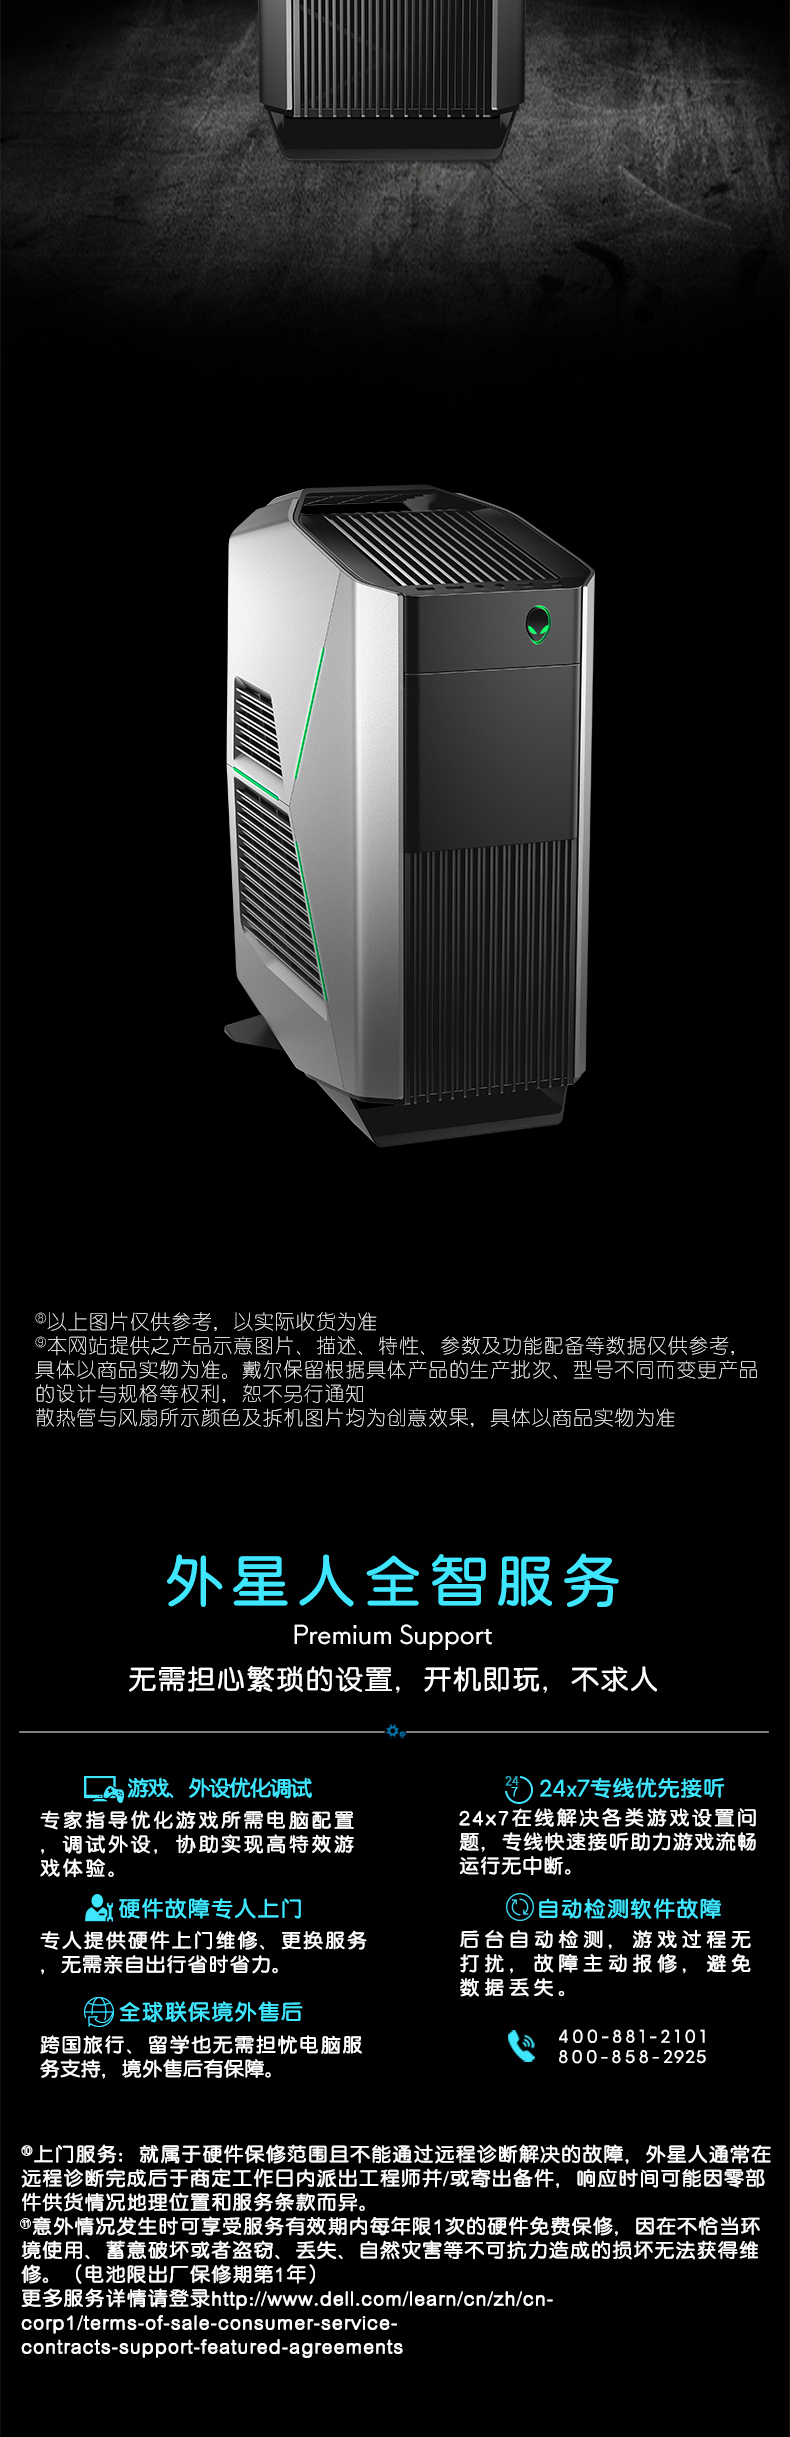 ⑧以上图片仅供参考，以实际收货为准
⑨本网站提供之产品示意图片、描述、特性、参数及功能配备等数据仅供参考，
具体以商品实物为准。戴尔保留根据具体产品的生产批次、型号不同而变更产品
的设计与规格等权利，恕不另行通知
散热管与风扇所示颜色及拆机图片均为创意效果，具体以商品实物为准
外星人全智服务
Premium Support
无需担心繁琐的设置，开机即玩，不求人
游戏、外设优化调试
专家指导优化游戏所需电脑配置
，调试外设，协助实现高特效游
戏体验。
硬件故障专人上门
专人提供硬件上门维修、更换服务
，无需亲自出行省时省力。
全球联保境外售后
跨国旅行、留学也无需担忧电脑服
务支持，境外售后有保障。
24
7
24x7专线优先接听
24x7在线解决各类游戏设置问
题，专线快速接听助力游戏流畅
运行无中断。
自动检测软件故障
后台自动检测，游戏过程无
打扰，故障主动报修，避免
数据丢失。
400-881-2101
800-858-2925
⑩上门服务：就属于硬件保修范围且不能通过远程诊断解决的故障，外星人通常在
远程诊断完成后于商定工作日内派出工程师并/或寄出备件，响应时间可能因零部
件供货情况地理位置和服务条款而异。
⑪意外情况发生时可享受服务有效期内每年限1次的硬件免费保修，因在不恰当环
境使用、蓄意破坏或者盗窃、丢失、自然灾害等不可抗力造成的损坏无法获得维
修。（电池限出厂保修期第1年）
更多服务详情请登录http://www.dell.com/learn/cn/zh/cn-
corp1/terms-of-sale-consumer-service-
contracts-support-featured-agreements